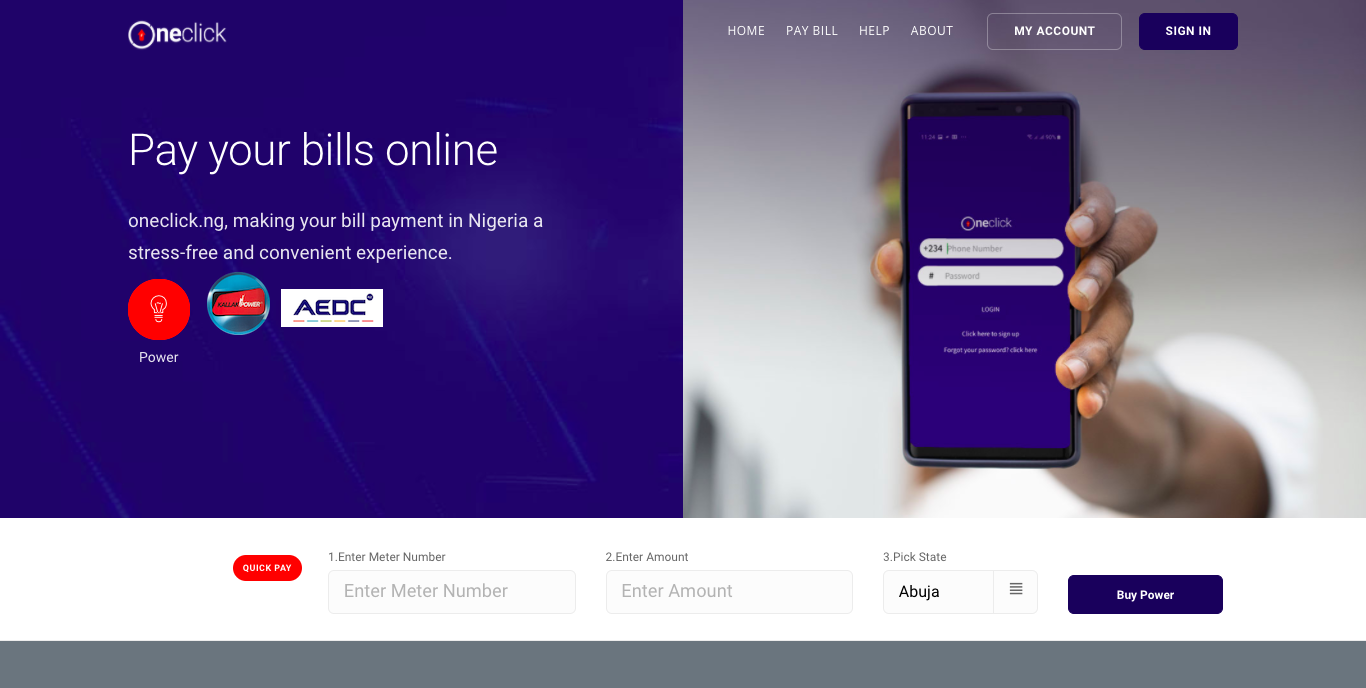 Oneclick
HOME PAY BILL HELP ABOUT MY ACCOUNT SIGN IN
Pay your bills online
oneclick.ng, making your bill payment in Nigeria a
stress-free and convenient experience.
KALLAK POWER
AEDC
Power
11:26 90%
Oneclick
+234 Phone Number
# Password
LOGIN
Click here to sign up
Forgot your password? click here
QUICK PAY
1.Enter Meter Number
Enter Meter Number
2.Enter Amount
Enter Amount
3.Pick State
Abuja
Buy Power